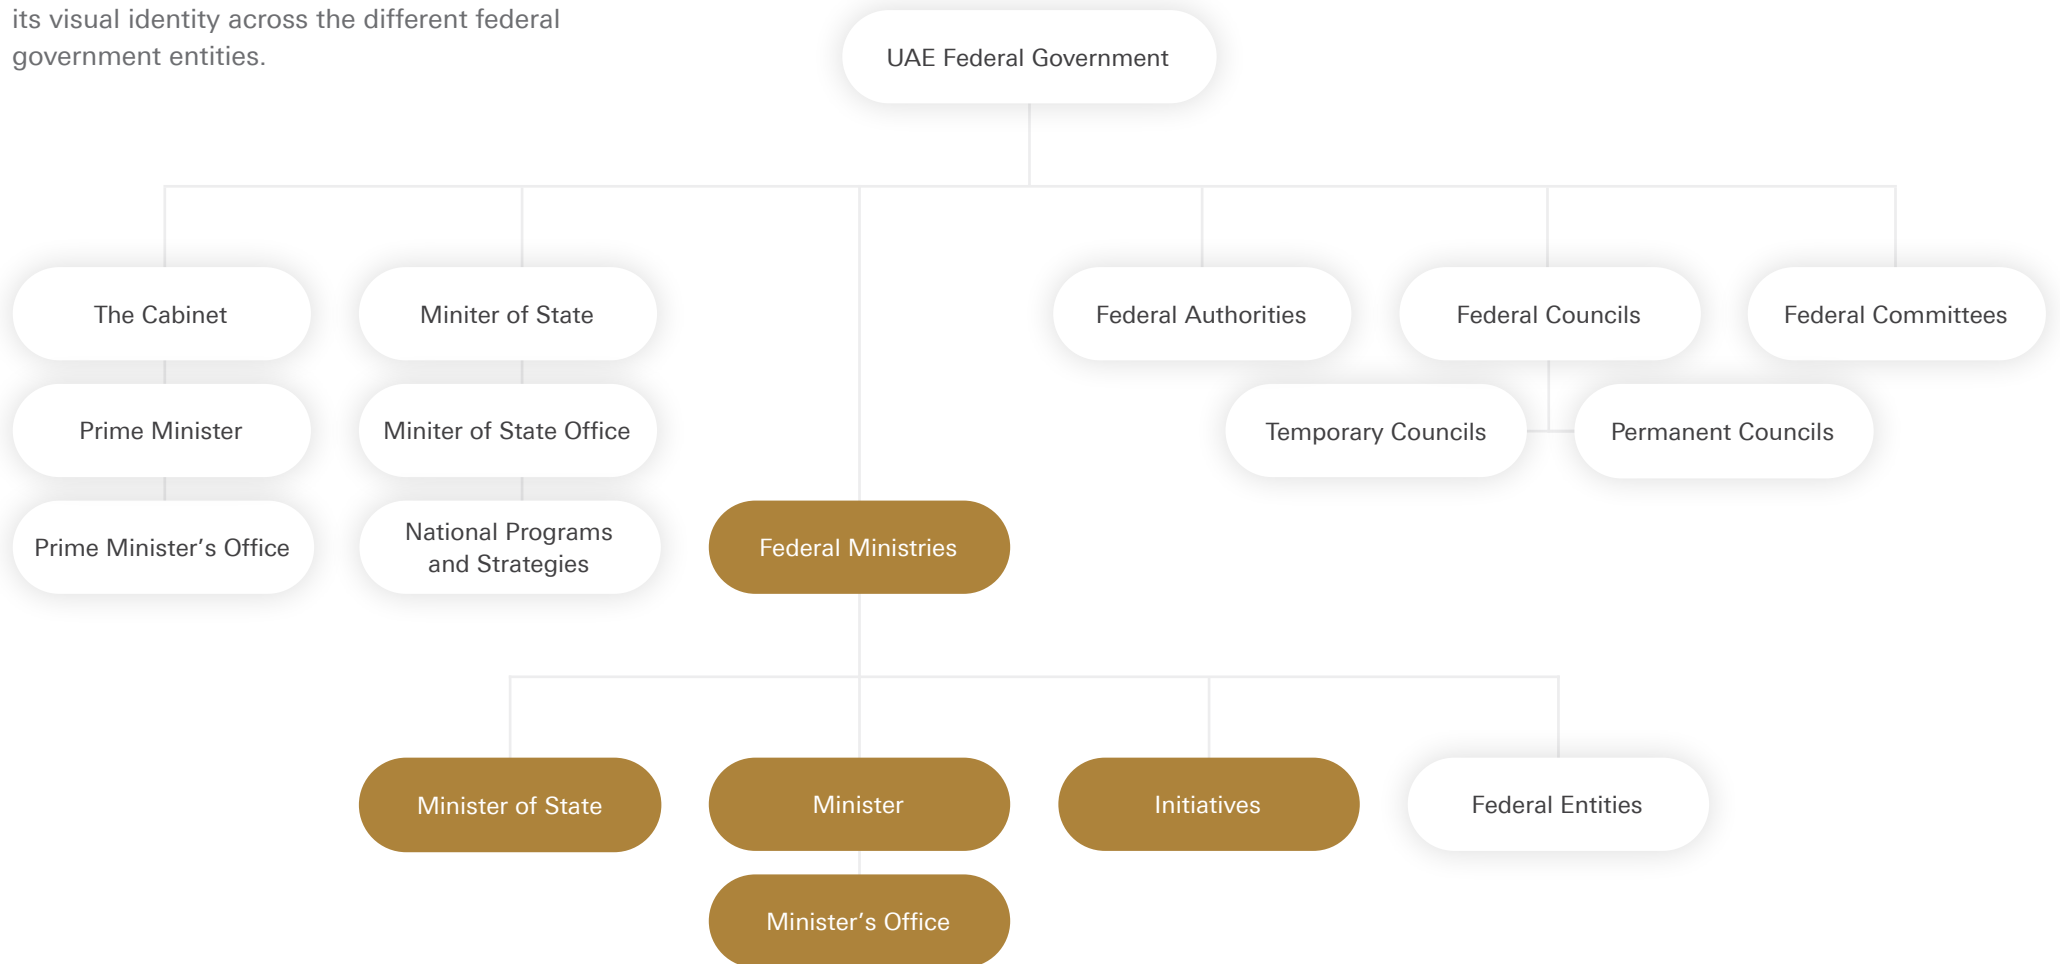 its visual identity across the different federal
government entities.
UAE Federal Government
The Cabinet
Miniter of State
Federal Authorities
Federal Councils
Federal Committees
Prime Minister
Miniter of State Office
Temporary Councils
Permanent Councils
Prime Minister’s Office
National Programs
and Strategies
Federal Ministries
Minister of State
Minister
Initiatives
Federal Entities
Minister‘s Office